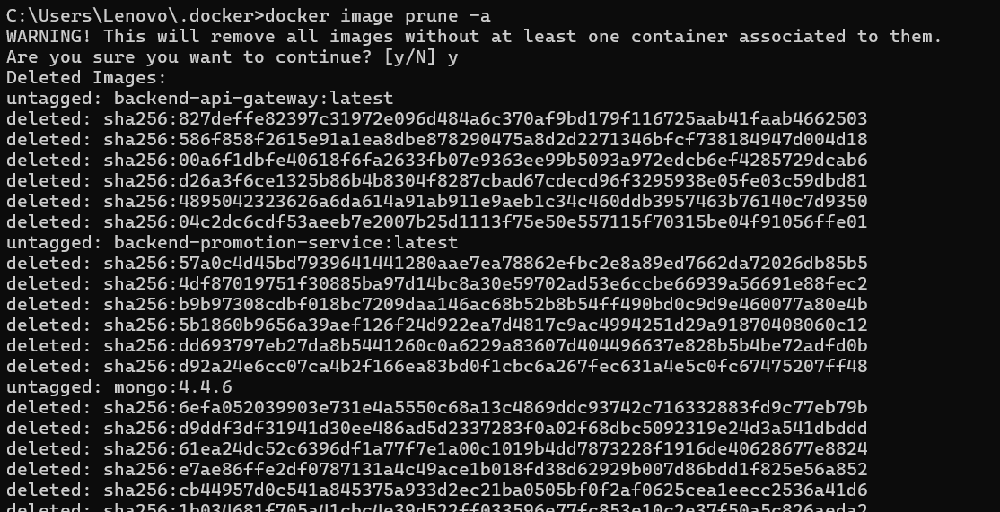 C:\Users\Lenovo\.docker>docker image prune -a
WARNING! This will remove all images without at least one container associated to them.
Are you sure you want to continue? [y/N] y
Deleted Images:
untagged: backend-api-gateway:latest
deleted: sha256:827deffe82397c31972e096d484a6c370af9bd179f116725aab41faab4662503
deleted: sha256:586f858f2615e91a1ea8dbe878290475a8d2d2271346bfcf738184947d004d18
deleted: sha256:00a6f1dbfe40618f6fa2633fb07e9363ee99b5093a972edcb6ef4285729dcab6
deleted: sha256:d26a3f6ce1325b86b4b8304f8287cbad67cdecd96f3295938e05fe03c59dbd81
deleted: sha256:4895042323626a6da614a91ab911e9aeb1c34c460ddb3957463b76140c7d9350
deleted: sha256:04c2dc6cdf53aeeb7e2007b25d1113f75e50e557115f70315be04f91056ffe01
untagged: backend-promotion-service:latest
deleted: sha256:57a0c4d45bd7939641441280aae7ea78862efbc2e8a89ed7662da72026db85b5
deleted: sha256:4df87019751f30885ba97d14bc8a30e59702ad53e6ccbe66939a56691e88fec2
deleted: sha256:b9b97308cdbf018bc7209daa146ac68b52b8b54ff490bd0c9d9e460077a80e4b
deleted: sha256:5b1860b9656a39aef126f24d922ea7d4817c9ac4994251d29a91870408060c12
deleted: sha256:dd693797eb27da8b5441260c0a6229a83607d404496637e828b5b4be72adfd0b
deleted: sha256:d92a24e6cc07ca4b2f166ea83bd0f1cbc6a267fec631a4e5c0fc67475207ff48
untagged: mongo:4.4.6
deleted: sha256:6efa052039903e731e4a5550c68a13c4869ddc93742c716332883fd9c77eb79b
deleted: sha256:d9ddf3df31941d30ee486ad5d2337283f0a02f68dbc5092319e24d3a541dbddd
deleted: sha256:61ea24dc52c6396df1a77f7e1a00c1019b4dd7873228f1916de40628677e8824
deleted: sha256:e7ae86ffe2df0787131a4c49ace1b018fd38d62929b007d86bdd1f825e56a852
deleted: sha256:cb44957d0c541a845375a933d2ec21ba0505bf0f2af0625cea1eecc2536a41d6
deleted: sha256:1b034681f705a41cbc4e39d522ff033596e77fc853e10c2e37f50a5c826aeda2